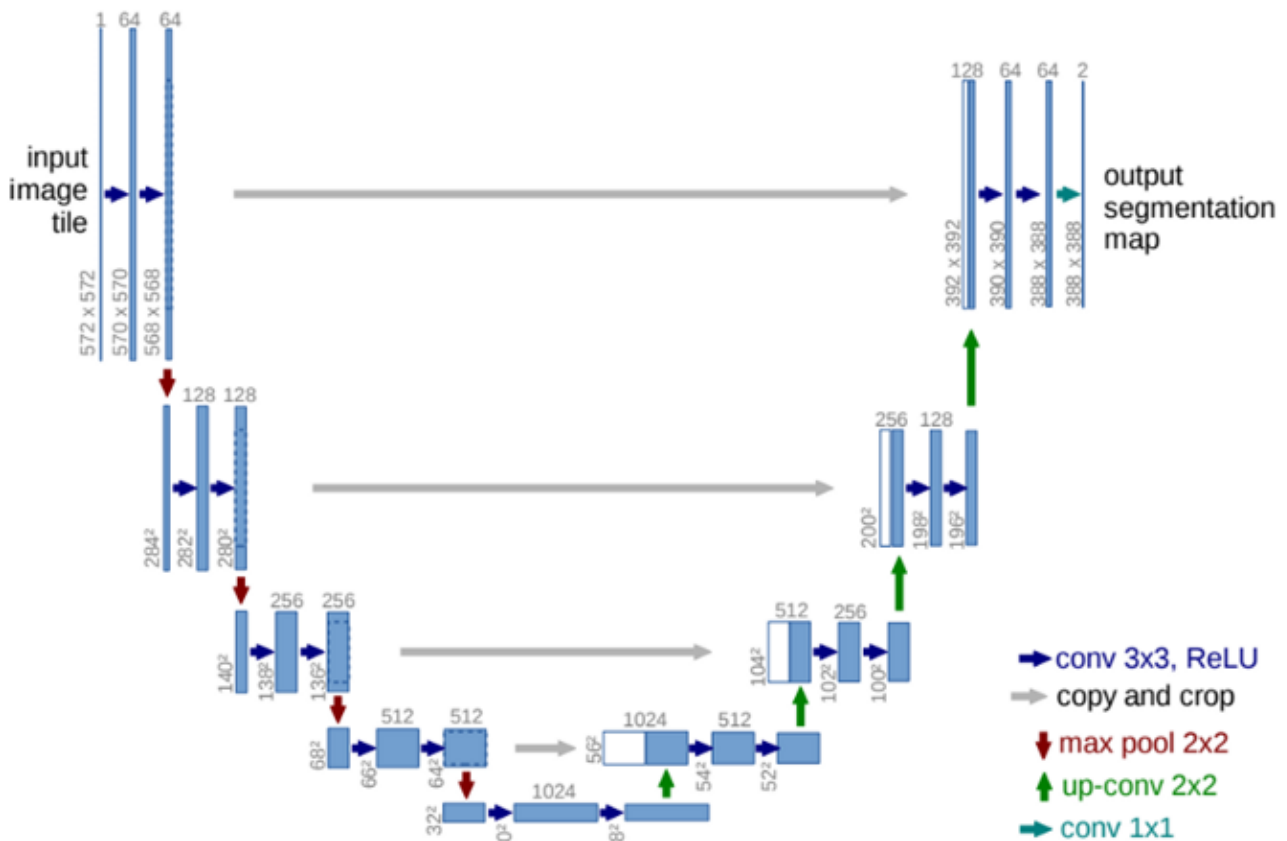 1 64 64
input
image
tile
572 x 572
570 x 570
568 x 568
128 64 64 2
output
segmentation
map
392 x 392
390 x 390
388 x 388
388 x 388
128 128
284²
282²
280²
256 128
200²
198²
196²
256 256
140²
138²
136²
512 256
104²
102²
100²
512 512
68²
66²
64²
1024 512
56²
54²
52²
1024
32²
0²
8²
conv 3x3, ReLU
copy and crop
max pool 2x2
up-conv 2x2
conv 1x1